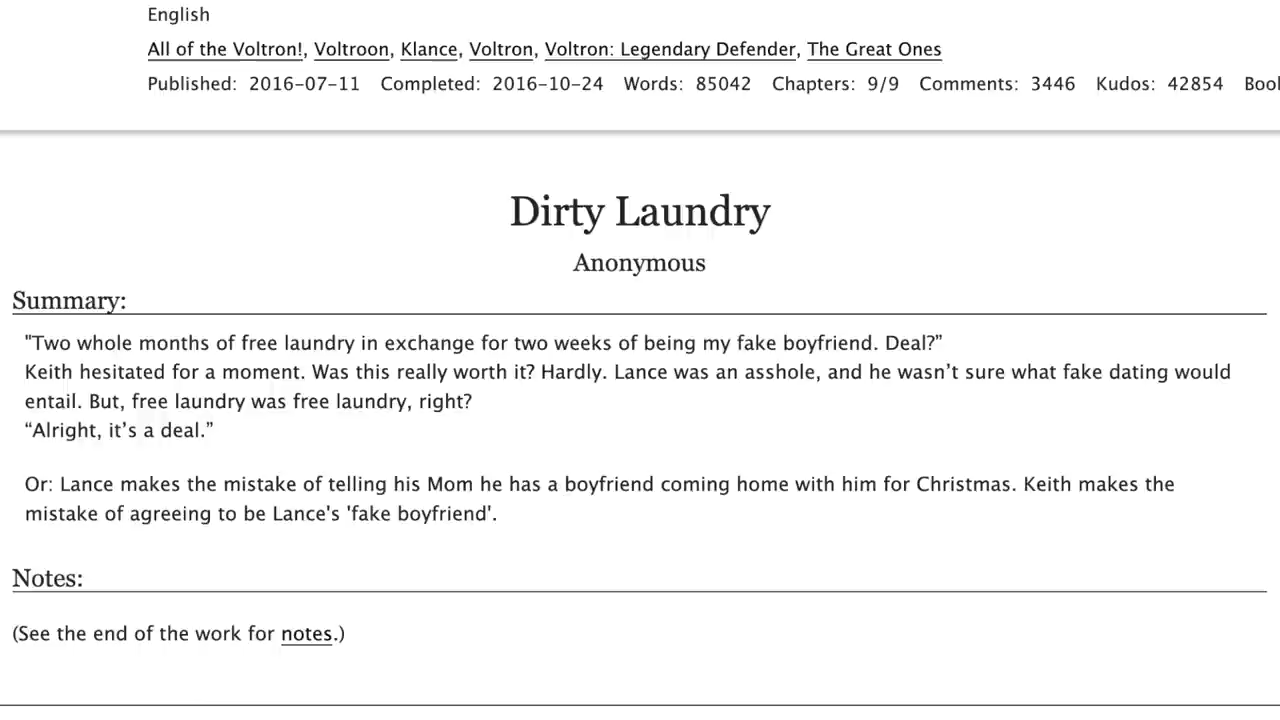 English
All of the Voltron!, Voltroon, Klance, Voltron, Voltron: Legendary Defender, The Great Ones
Published: 2016-07-11 Completed: 2016-10-24 Words: 85042 Chapters: 9/9 Comments: 3446 Kudos: 42854
Dirty Laundry
Anonymous
Summary:
"Two whole months of free laundry in exchange for two weeks of being my fake boyfriend. Deal?”
Keith hesitated for a moment. Was this really worth it? Hardly. Lance was an asshole, and he wasn’t sure what fake dating would
entail. But, free laundry was free laundry, right?
“Alright, it’s a deal.”
Or: Lance makes the mistake of telling his Mom he has a boyfriend coming home with him for Christmas. Keith makes the
mistake of agreeing to be Lance's 'fake boyfriend'.
Notes:
(See the end of the work for notes.)